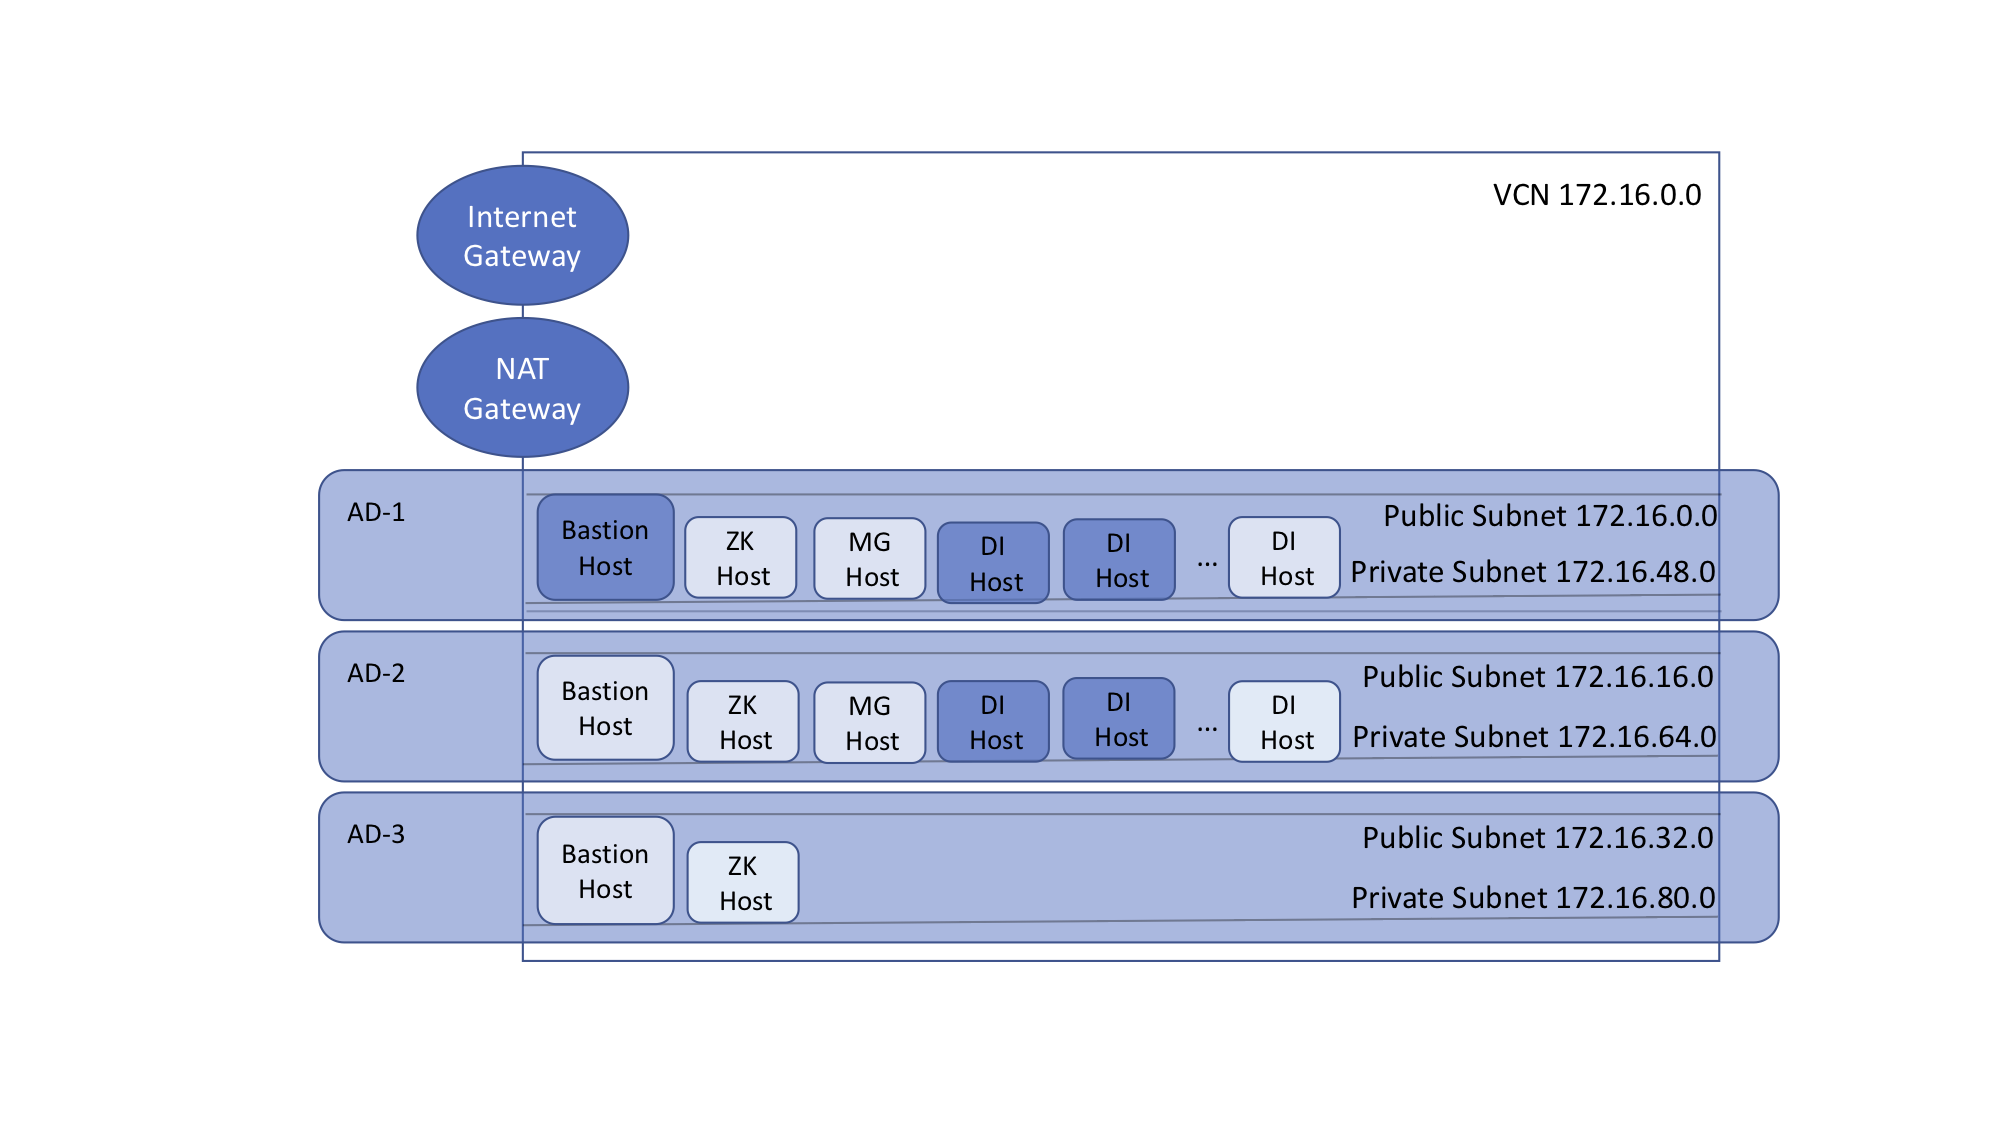 Internet
Gateway
VCN 172.16.0.0
NAT
Gateway
AD-1
Bastion
Host
ZK
Host
MG
Host
DI
Host
DI
Host
...
DI
Host
Public Subnet 172.16.0.0
Private Subnet 172.16.48.0
AD-2
Bastion
Host
ZK
Host
MG
Host
DI
Host
DI
Host
...
DI
Host
Public Subnet 172.16.16.0
Private Subnet 172.16.64.0
AD-3
Bastion
Host
ZK
Host
Public Subnet 172.16.32.0
Private Subnet 172.16.80.0